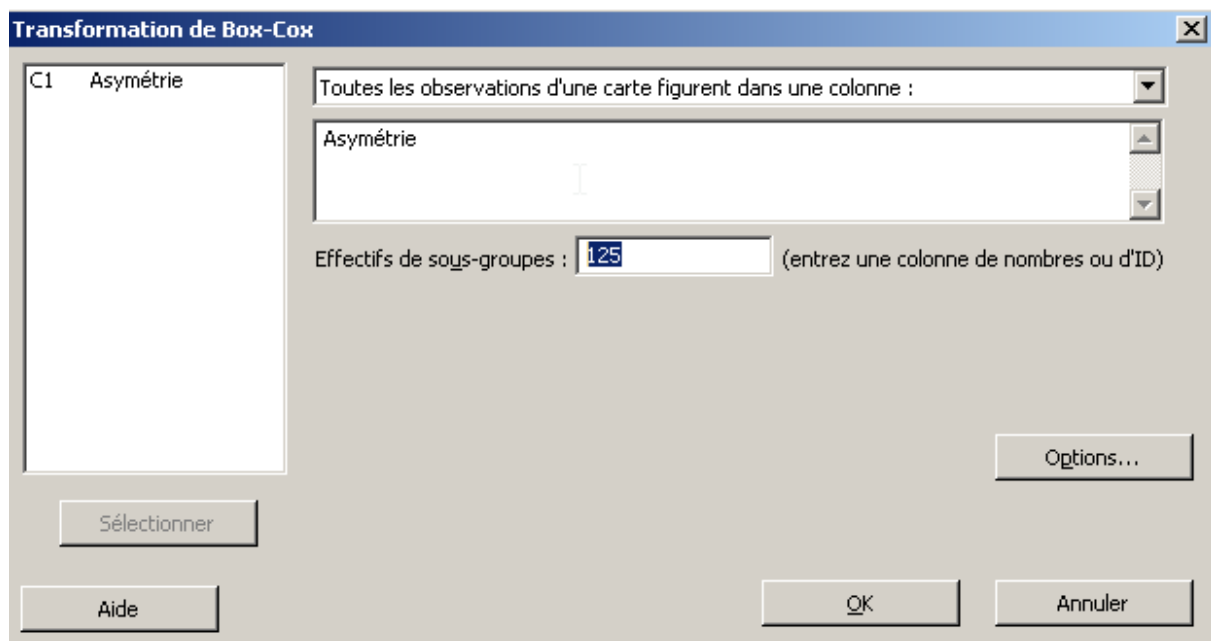 Transformation de Box-Cox
C1 Asymétrie
Toutes les observations d'une carte figurent dans une colonne :
Asymétrie
Effectifs de sous-groupes : 125 (entrez une colonne de nombres ou d'ID)
Options...
Sélectionner
Aide
OK
Annuler